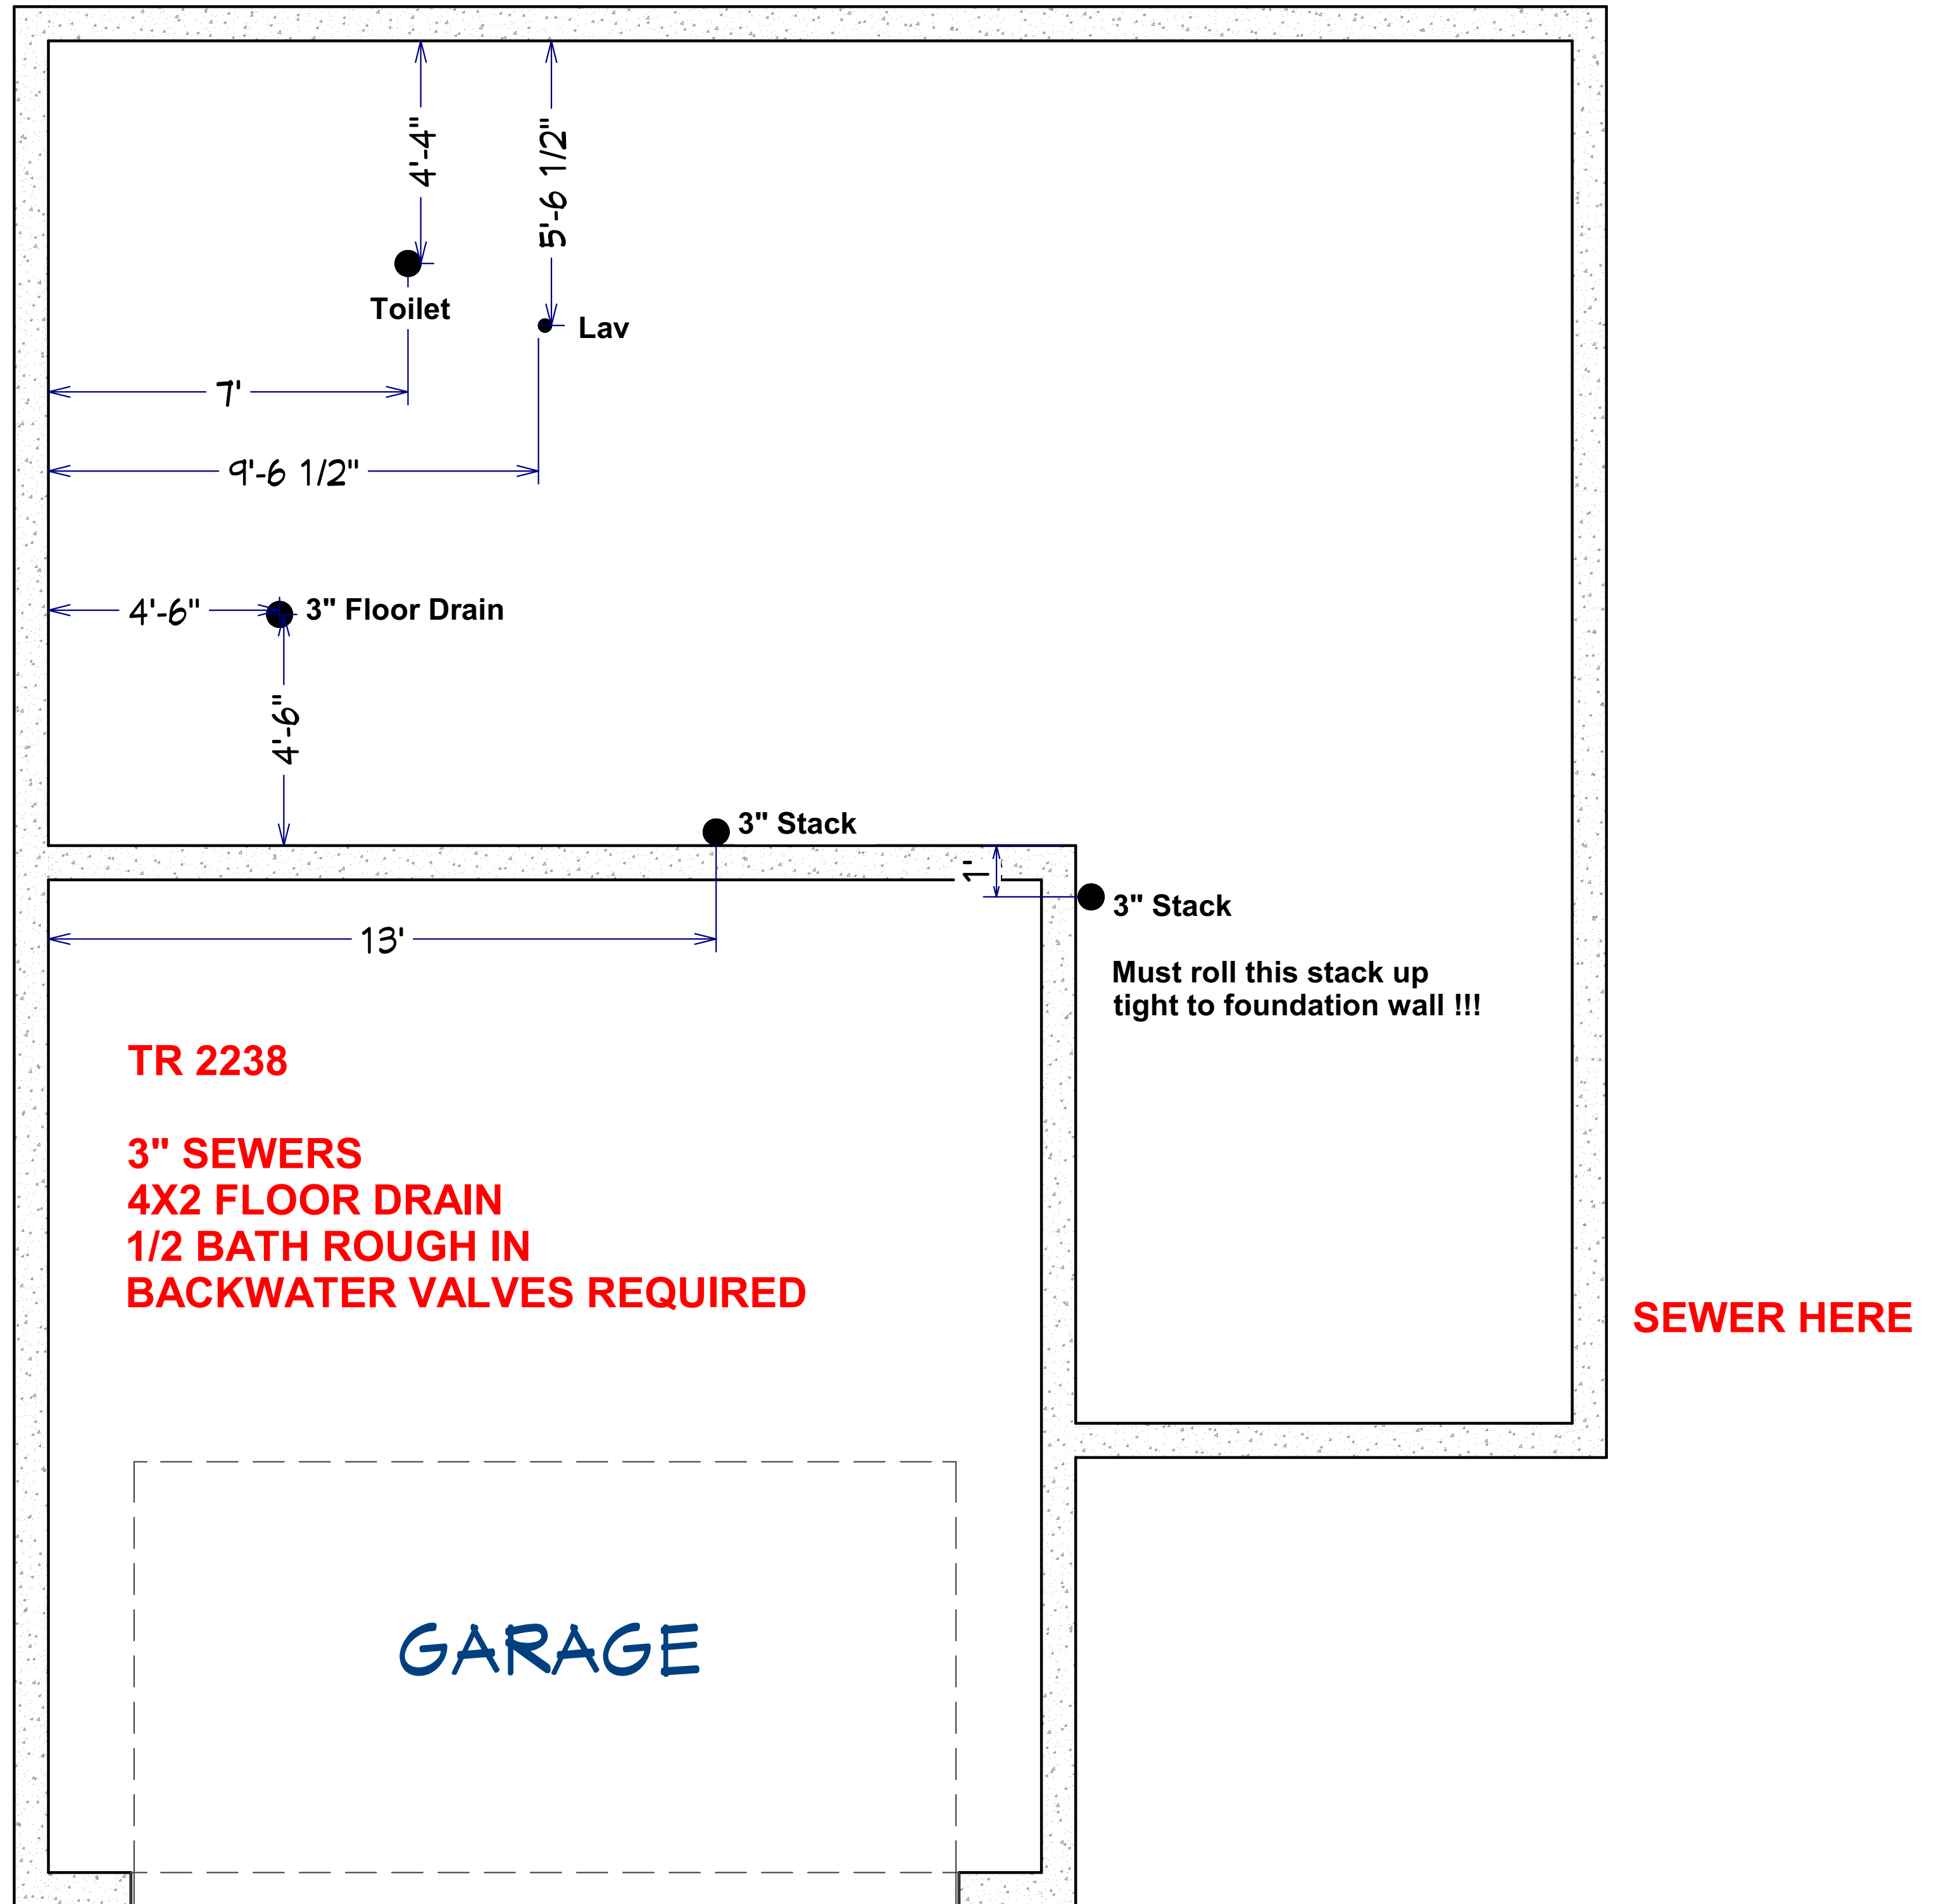 4'-4"
5'-6 1/2"
Toilet
Lav
7'
9'-6 1/2"
4'-6"
3" Floor Drain
4'-6"
3" Stack
1'
3" Stack
13'
Must roll this stack up
tight to foundation wall !!!
TR 2238
3" SEWERS
4X2 FLOOR DRAIN
1/2 BATH ROUGH IN
BACKWATER VALVES REQUIRED
SEWER HERE
GARAGE